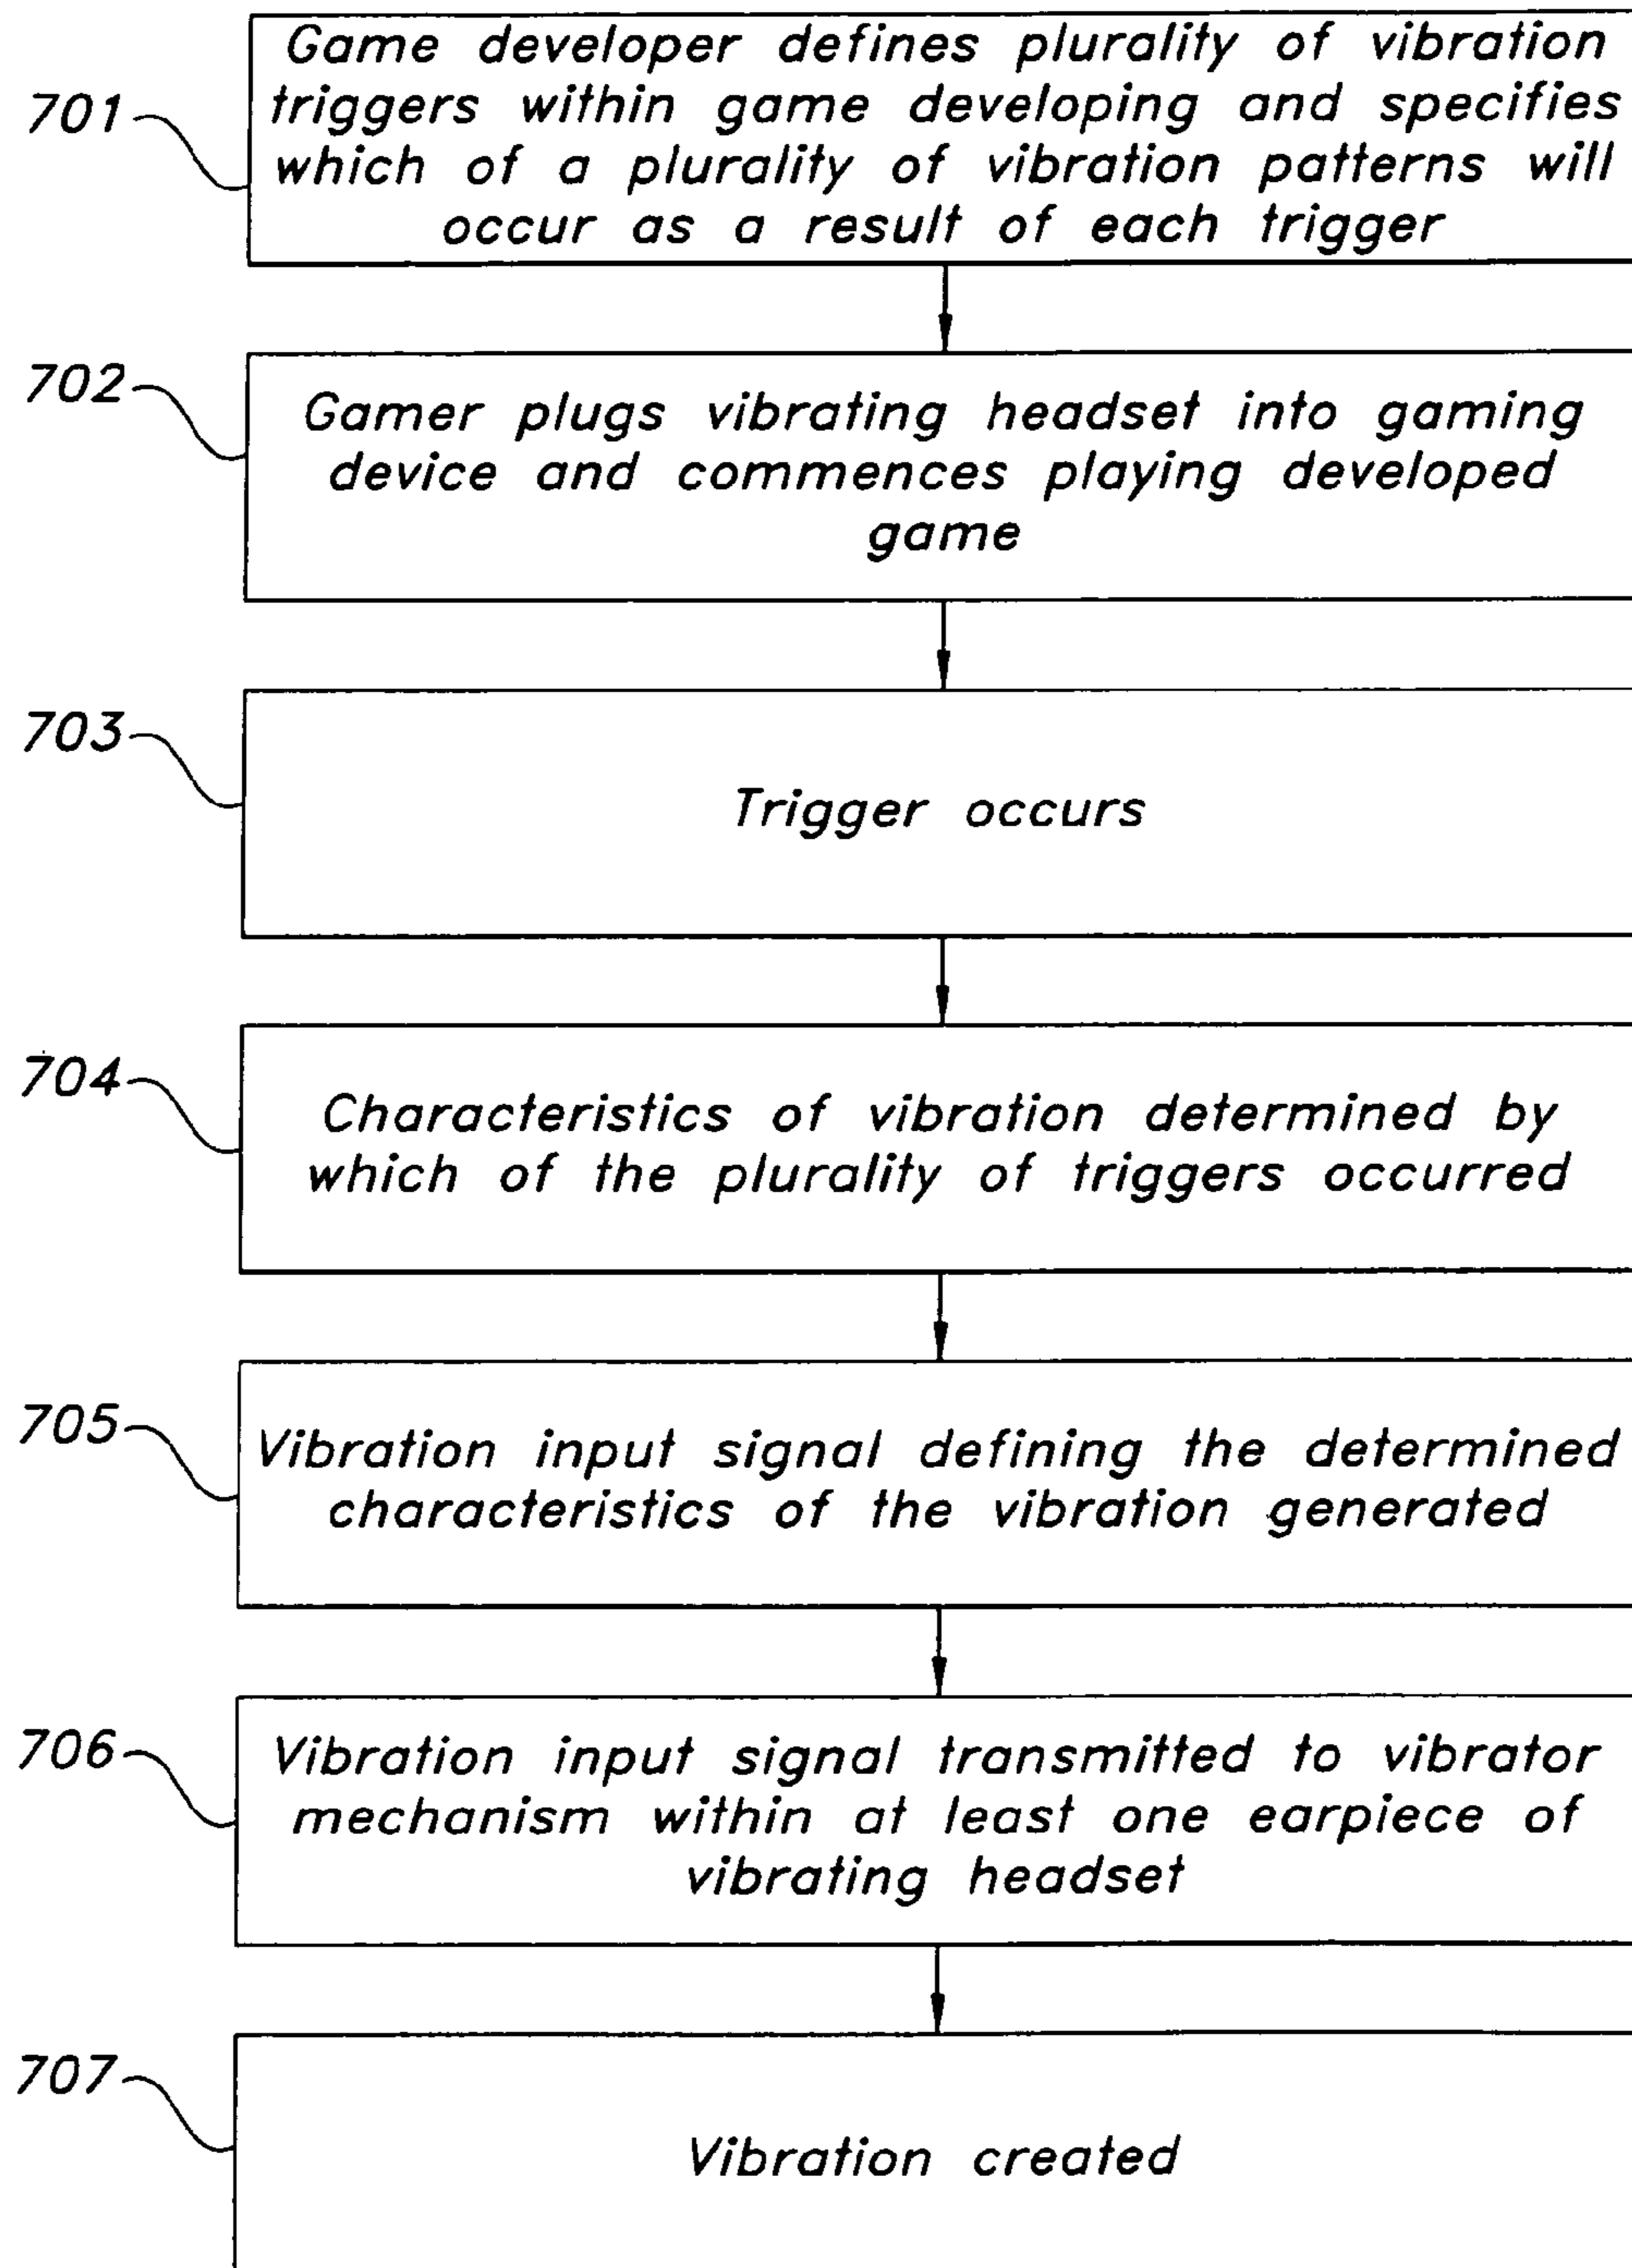 Game developer defines plurality of vibration
701
triggers within game developing and specifies
which of a plurality of vibration patterns will
occur as a result of each trigger
702
Gamer plugs vibrating headset into gaming
device and commences playing developed
game
703
Trigger occurs
704
Characteristics of vibration determined by
which of the plurality of triggers occurred
705
Vibration input signal defining the determined
characteristics of the vibration generated
706
Vibration input signal transmitted to vibrator
mechanism within at least one earpiece of
vibrating headset
707
Vibration created